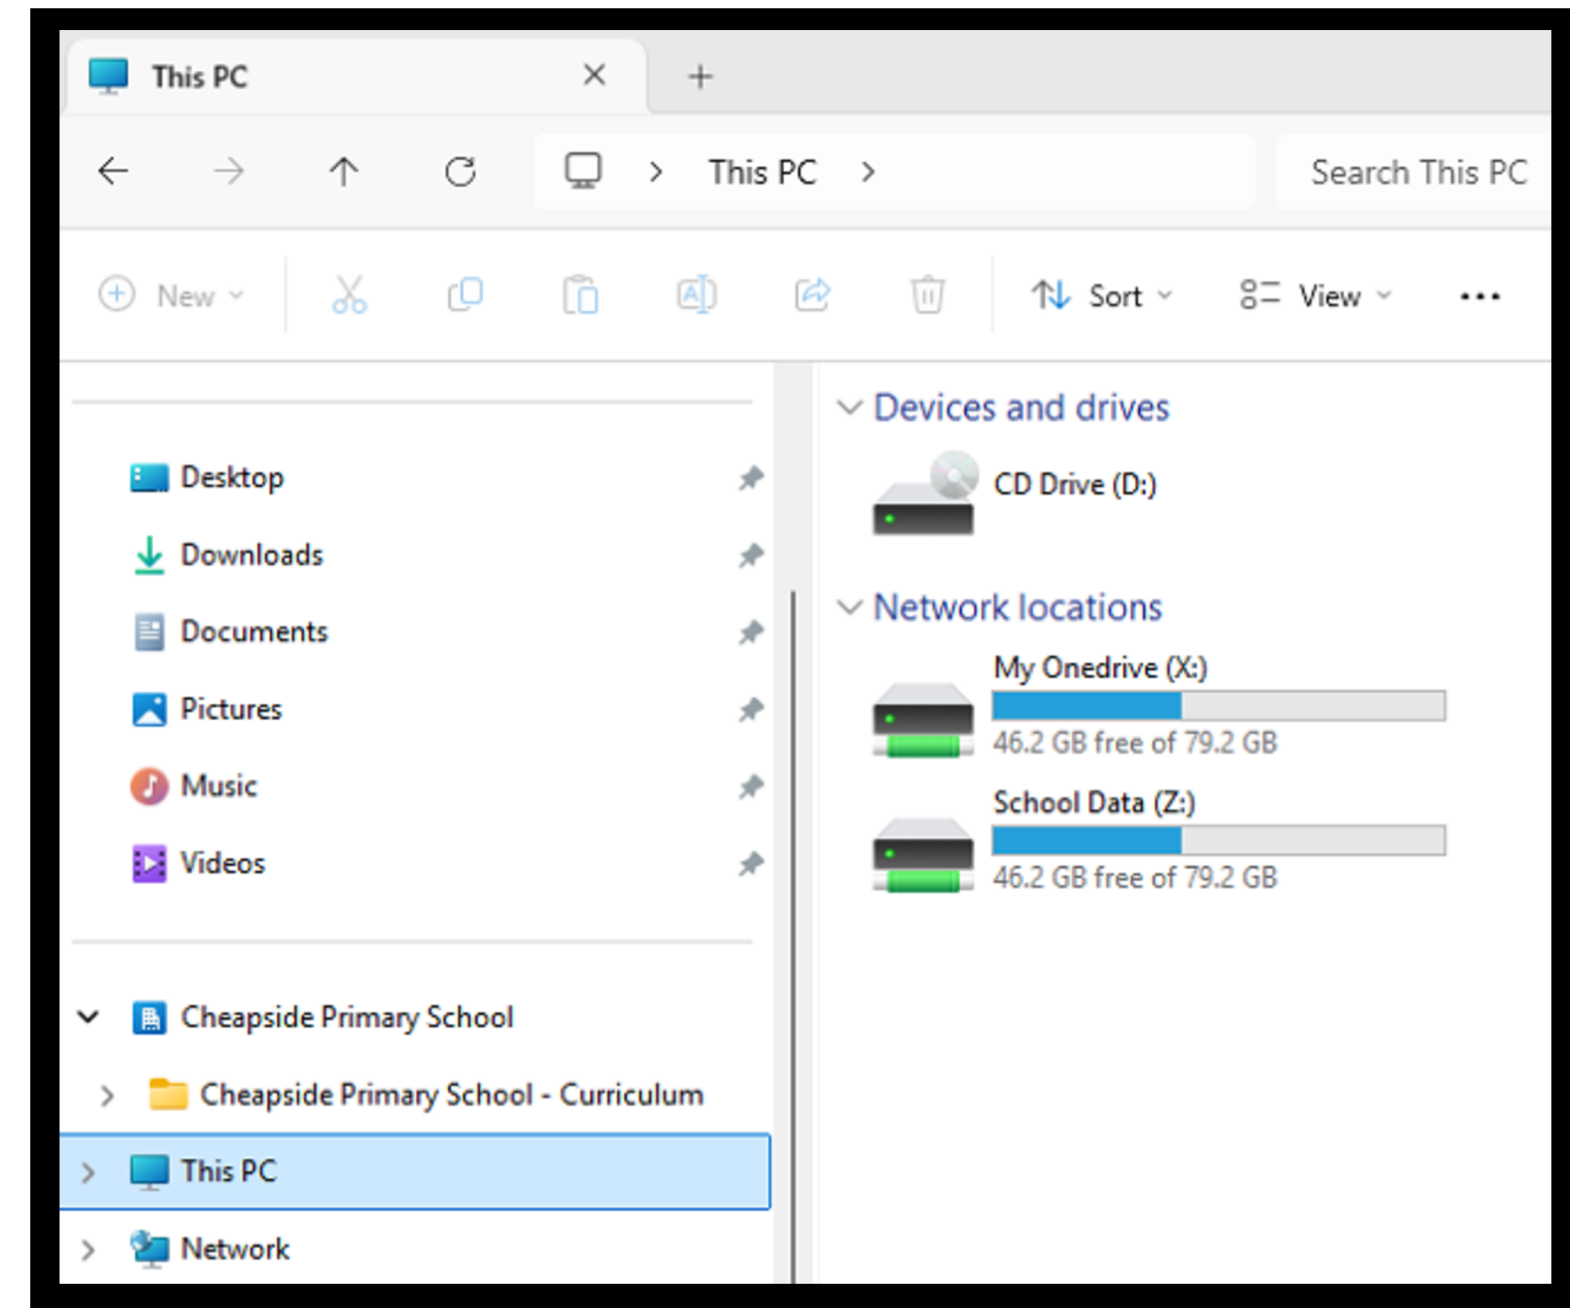 This PC
This PC
Search This PC
New
Sort
View
Desktop
Downloads
Documents
Pictures
Music
Videos
Cheapside Primary School
Cheapside Primary School - Curriculum
This PC
Network
Devices and drives
CD Drive (D:)
Network locations
My Onedrive (X:)
46.2 GB free of 79.2 GB
School Data (Z:)
46.2 GB free of 79.2 GB